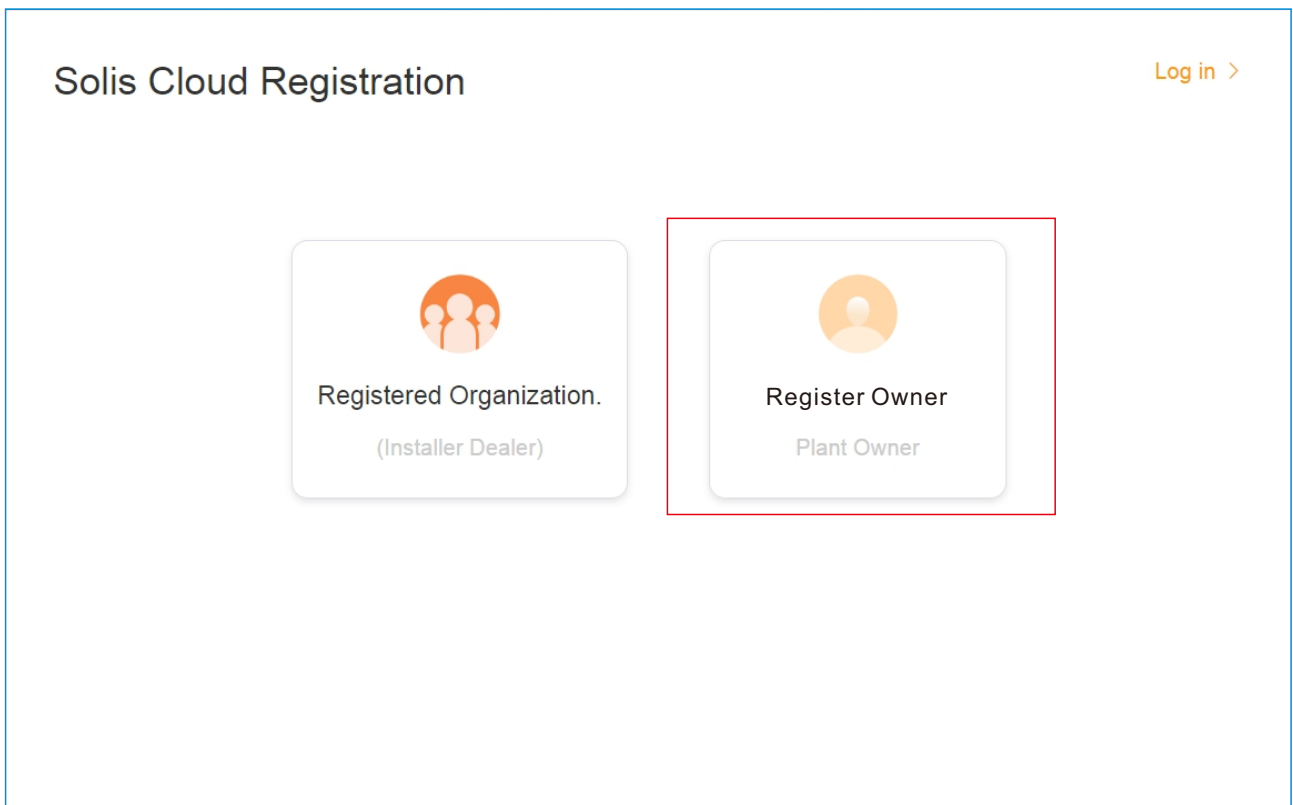 Solis Cloud Registration
Log in >
Registered Organization.
(Installer Dealer)
Register Owner
Plant Owner